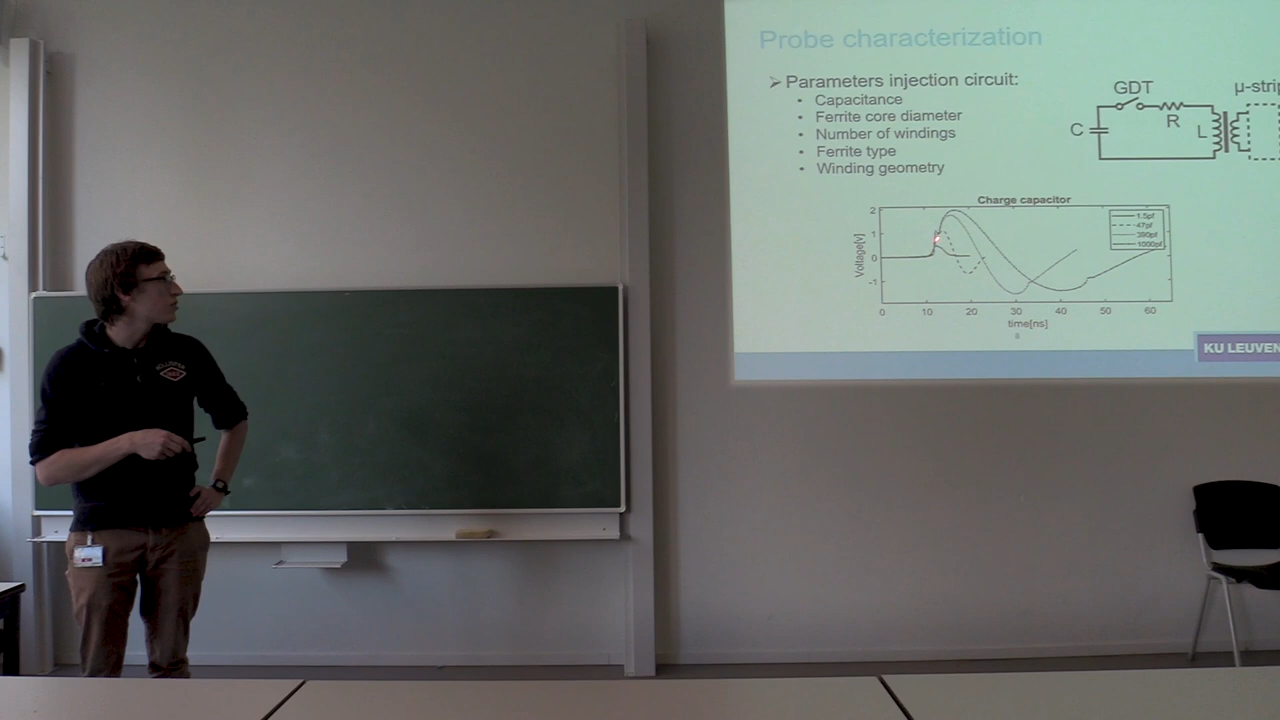 Probe characterization
➢ Parameters injection circuit:
• Capacitance
• Ferrite core diameter
• Number of windings
• Ferrite type
• Winding geometry
GDT
μ-strip
C
R
L
Charge capacitor
2
1
0
-1
Voltage[v]
1.5pf
47pf
390pf
1000pf
0 10 20 30 40 50 60
time[ns]
8
KU LEUVEN